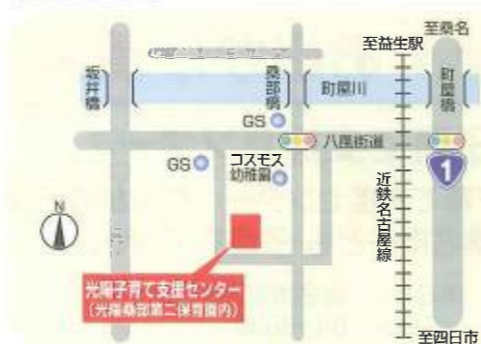 至桑名
至益生駅
坂井橋
桑部橋
町屋川
町屋橋
GS
八風街道
1
GS
コスモス
幼稚園
近鉄名古屋線
N
光陽子育て支援センター
(光陽桑部第二保育園内)
至四日市